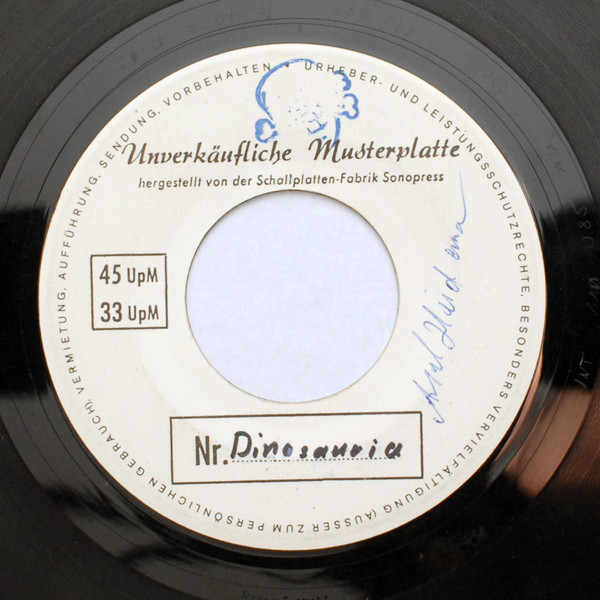 URHEBER- UND LEISTUNGSSCHUTZRECHTE, BESONDERS VERVIELFÄLTIGUNG (AUSSER ZUM PERSÖNLICHEN GEBRAUCH), VERMIETUNG, AUFFÜHRUNG, SENDUNG, VORBEHALTEN •
Unverkäufliche Musterplatte
hergestellt von der Schallplatten-Fabrik Sonopress
45 UpM
33 UpM
Nr. Dinosauria